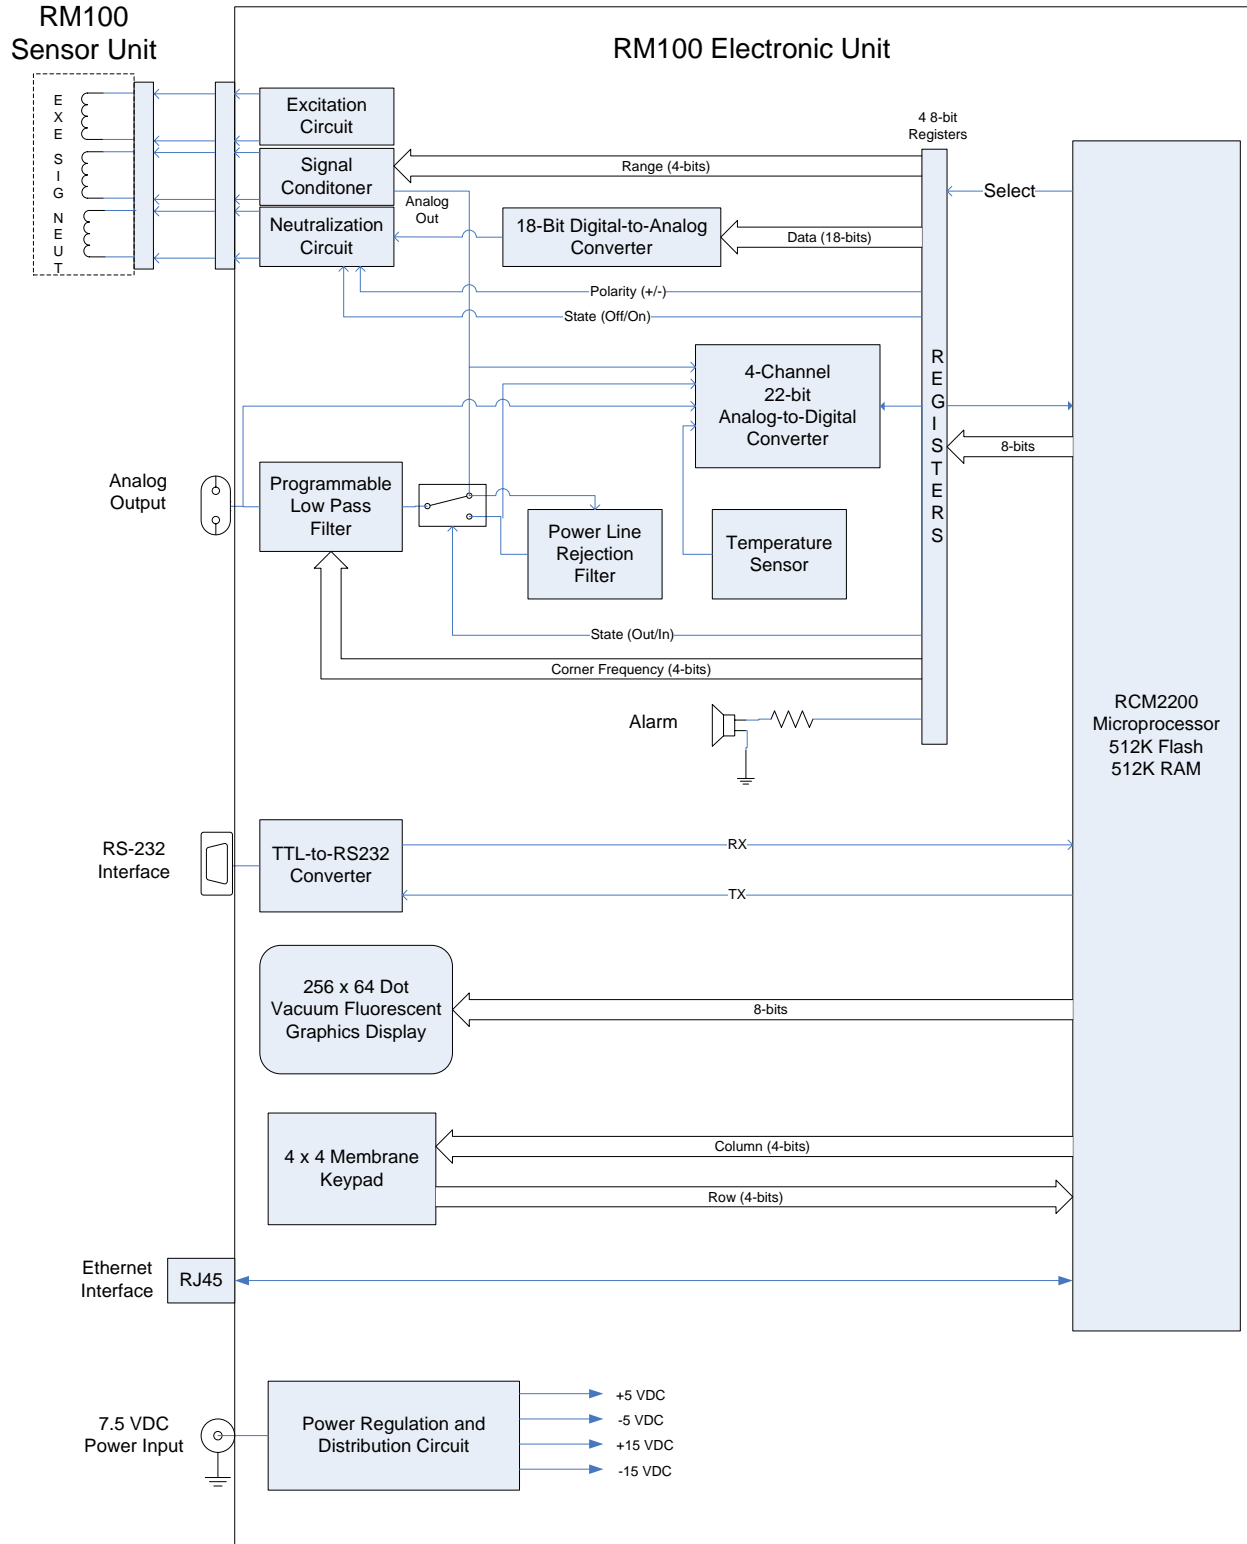 RM100
Sensor Unit
RM100 Electronic Unit
EXE
SIG
NEUT
Excitation
Circuit
Signal
Conditoner
Neutralization
Circuit
Analog
Out
18-Bit Digital-to-Analog
Converter
4 8-bit
Registers
Range (4-bits)
Select
Data (18-bits)
Polarity (+/-)
State (Off/On)
REGISTERS
4-Channel
22-bit
Analog-to-Digital
Converter
8-bits
Analog
Output
Programmable
Low Pass
Filter
Power Line
Rejection
Filter
Temperature
Sensor
State (Out/In)
Corner Frequency (4-bits)
Alarm
RCM2200
Microprocessor
512K Flash
512K RAM
RS-232
Interface
TTL-to-RS232
Converter
RX
TX
256 x 64 Dot
Vacuum Fluorescent
Graphics Display
8-bits
4 x 4 Membrane
Keypad
Column (4-bits)
Row (4-bits)
Ethernet
Interface
RJ45
7.5 VDC
Power Input
Power Regulation and
Distribution Circuit
+5 VDC
-5 VDC
+15 VDC
-15 VDC